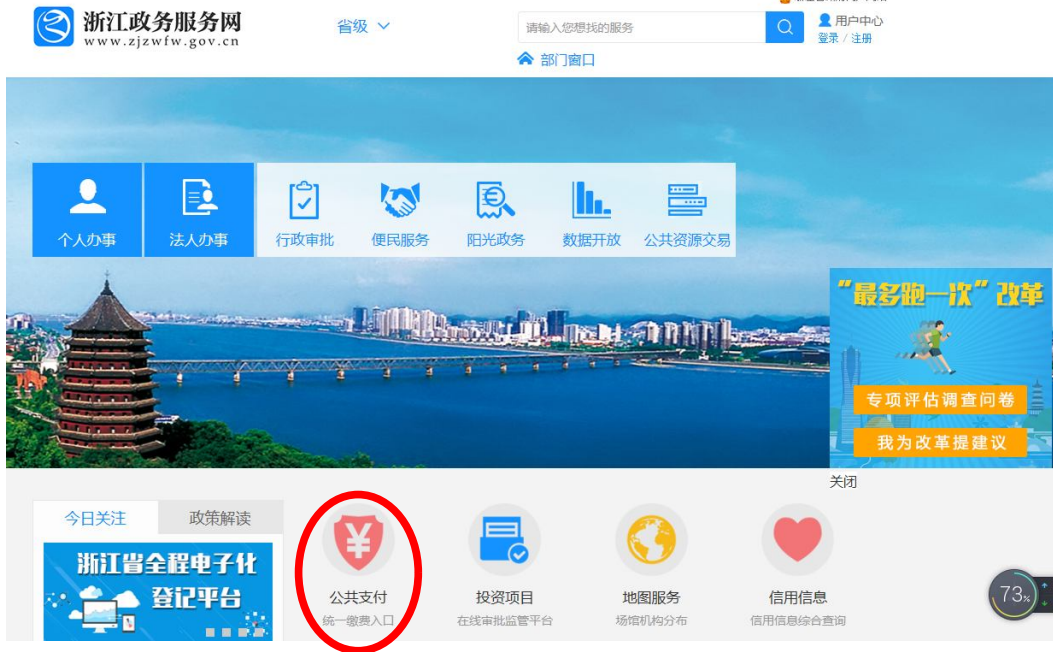 浙江政务服务网
www.zjzwfw.gov.cn
省级
请输入您想找的服务
用户中心
登录 / 注册
部门窗口
个人办事
法人办事
行政审批
便民服务
阳光政务
数据开放
公共资源交易
"最多跑一次"改革
专项评估调查问卷
我为改革提建议
关闭
今日关注
政策解读
浙江省全程电子化
登记平台
公共支付
统一缴费入口
投资项目
在线审批监管平台
地图服务
场馆机构分布
信用信息
信用信息综合查询
73%